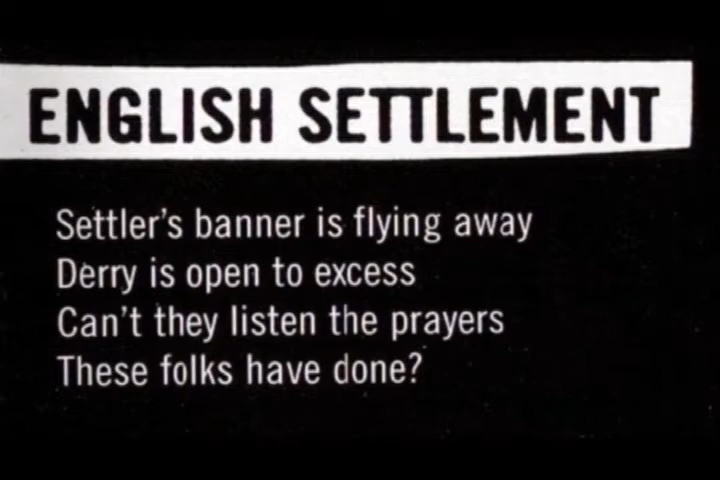 ENGLISH SETTLEMENT
Settler's banner is flying away
Derry is open to excess
Can't they listen the prayers
These folks have done?